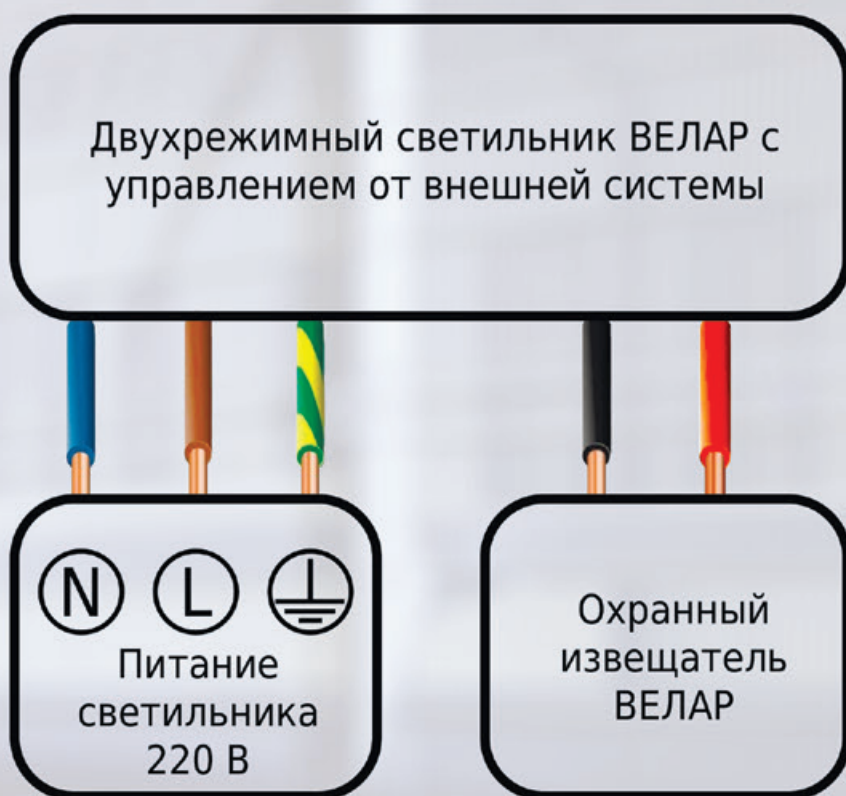 Двухрежимный светильник ВЕЛАР с
управлением от внешней системы
N L
Питание
светильника
220 В
Охранный
извещатель
ВЕЛАР